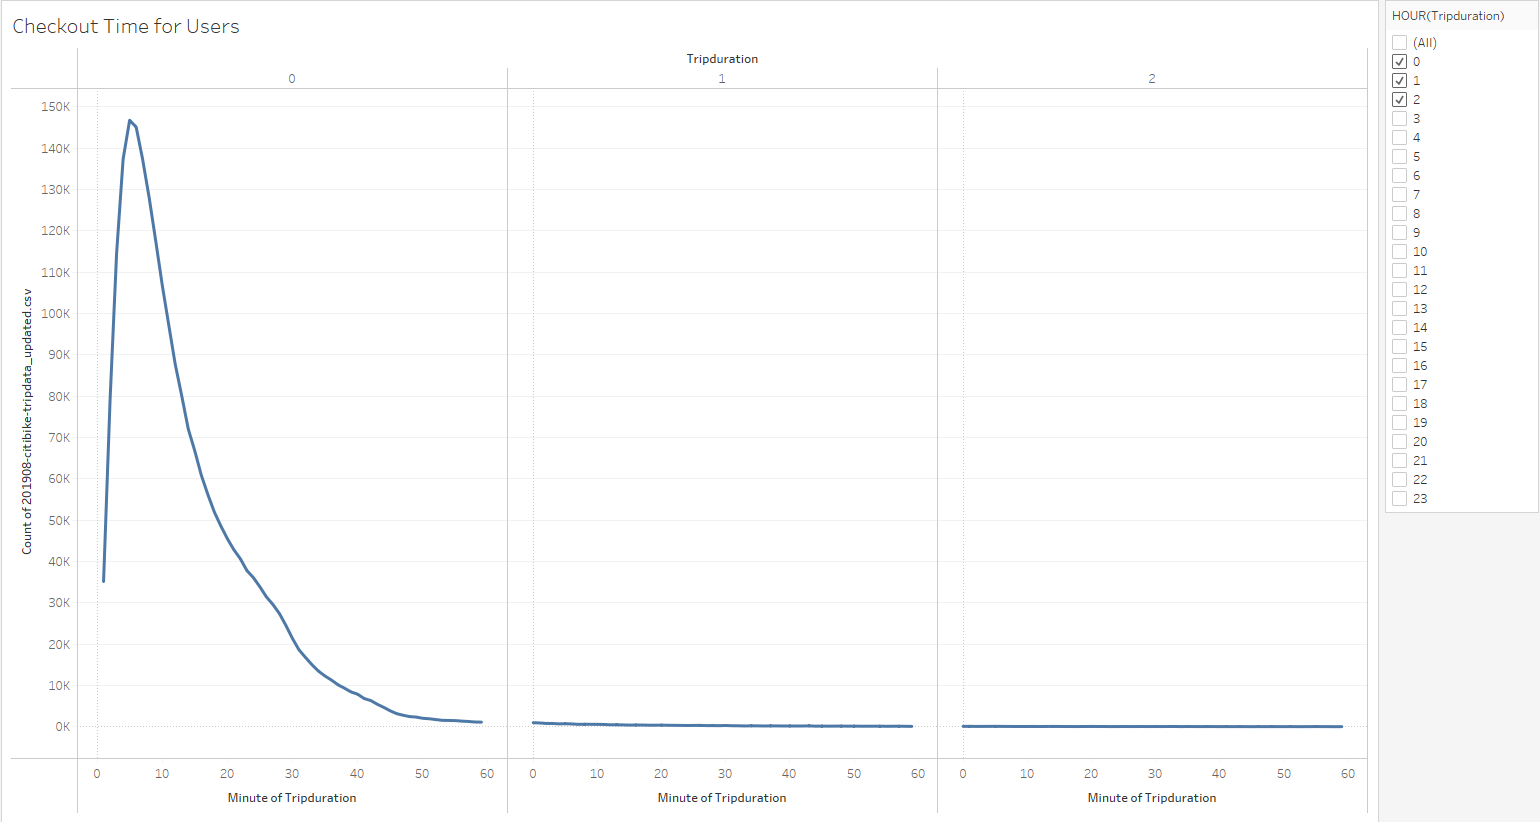 Checkout Time for Users
Tripduration
0 1 2
150K
140K
130K
120K
110K
100K
90K
80K
70K
60K
50K
40K
30K
20K
10K
0K
Count of 201908-citibike-tripdata_updated.csv
0 10 20 30 40 50 60 0 10 20 30 40 50 60 0 10 20 30 40 50 60
Minute of Tripduration Minute of Tripduration Minute of Tripduration
HOUR(Tripduration)
(All)
0
1
2
3
4
5
6
7
8
9
10
11
12
13
14
15
16
17
18
19
20
21
22
23